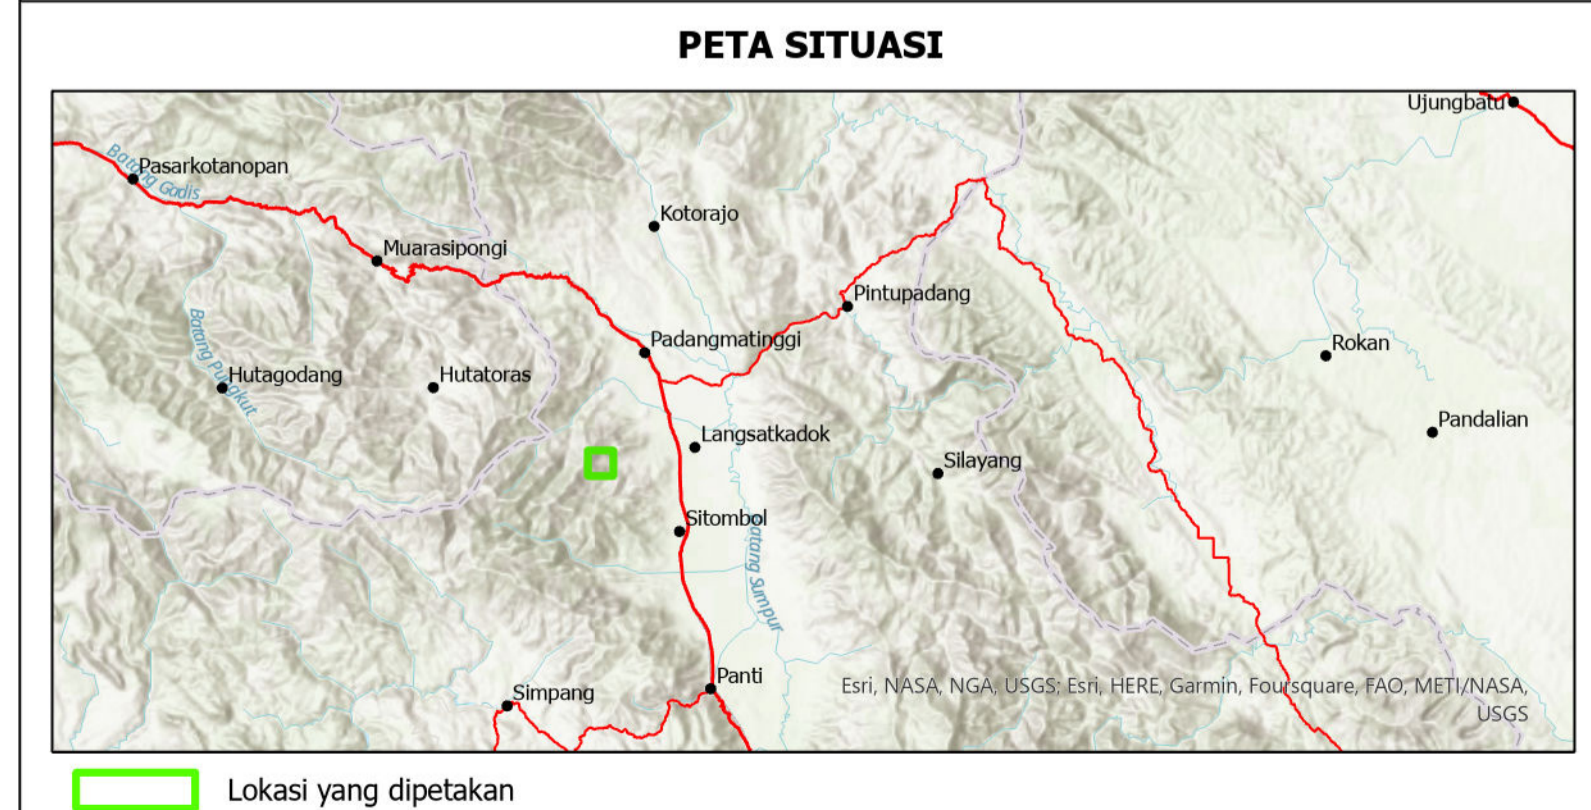 PETA SITUASI
Ujungbatu
Batang Gadis
Pasarkotanopan
Kotorajo
Muarasipongi
Pintupadang
Batang Pungkut
Padangmatinggi
Rokan
Hutagodang
Hutatoras
Pandalian
Langsatkadok
Silayang
Sitombol
Batang Sumpur
Panti
Simpang
Esri, NASA, NGA, USGS; Esri, HERE, Garmin, Foursquare, FAO, METI/NASA,
USGS
Lokasi yang dipetakan